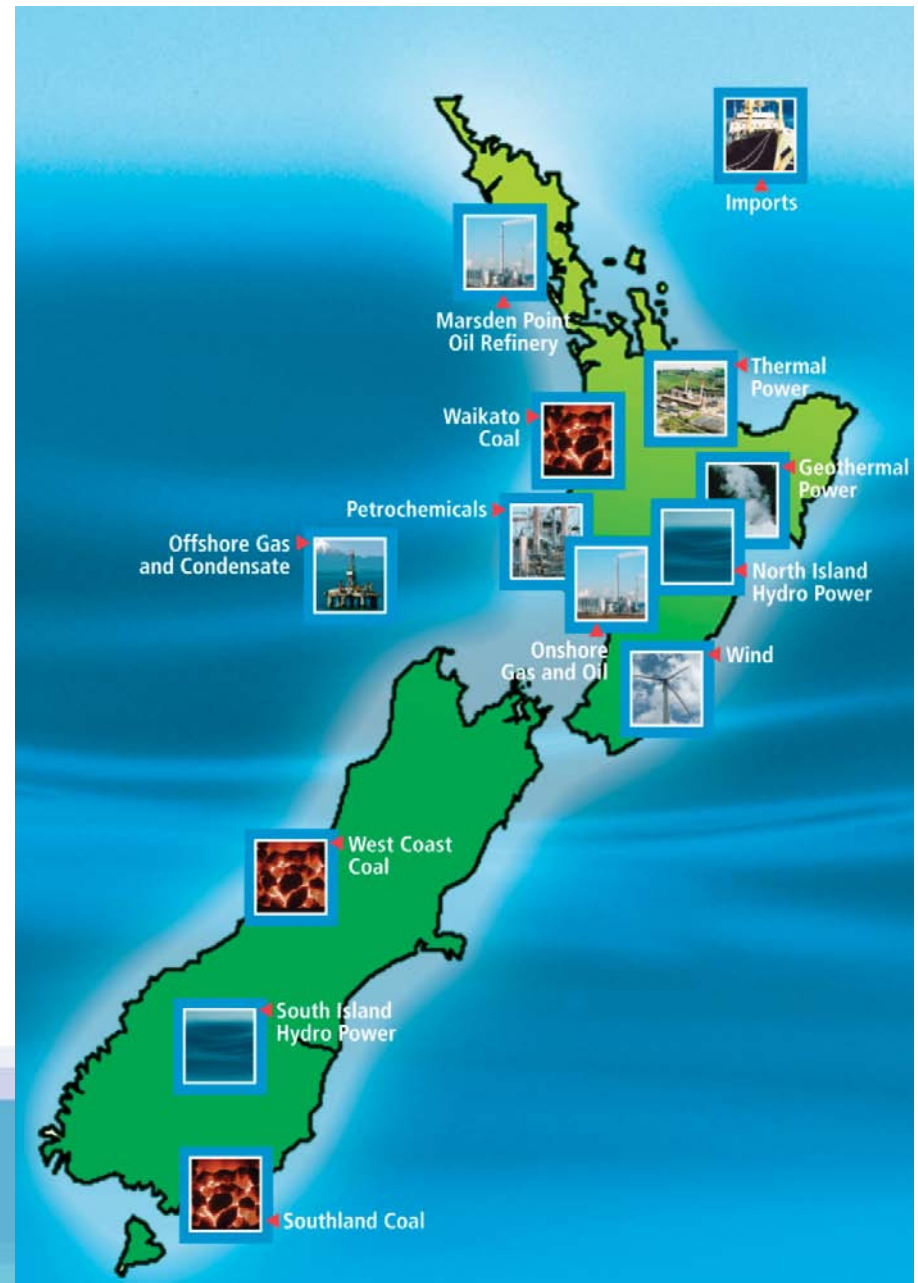 Imports
Marsden Point
Oil Refinery
Thermal
Power
Waikato
Coal
Geothermal
Power
Petrochemicals
Offshore Gas
and Condensate
North Island
Hydro Power
Onshore
Gas and Oil
Wind
West Coast
Coal
South Island
Hydro Power
Southland Coal